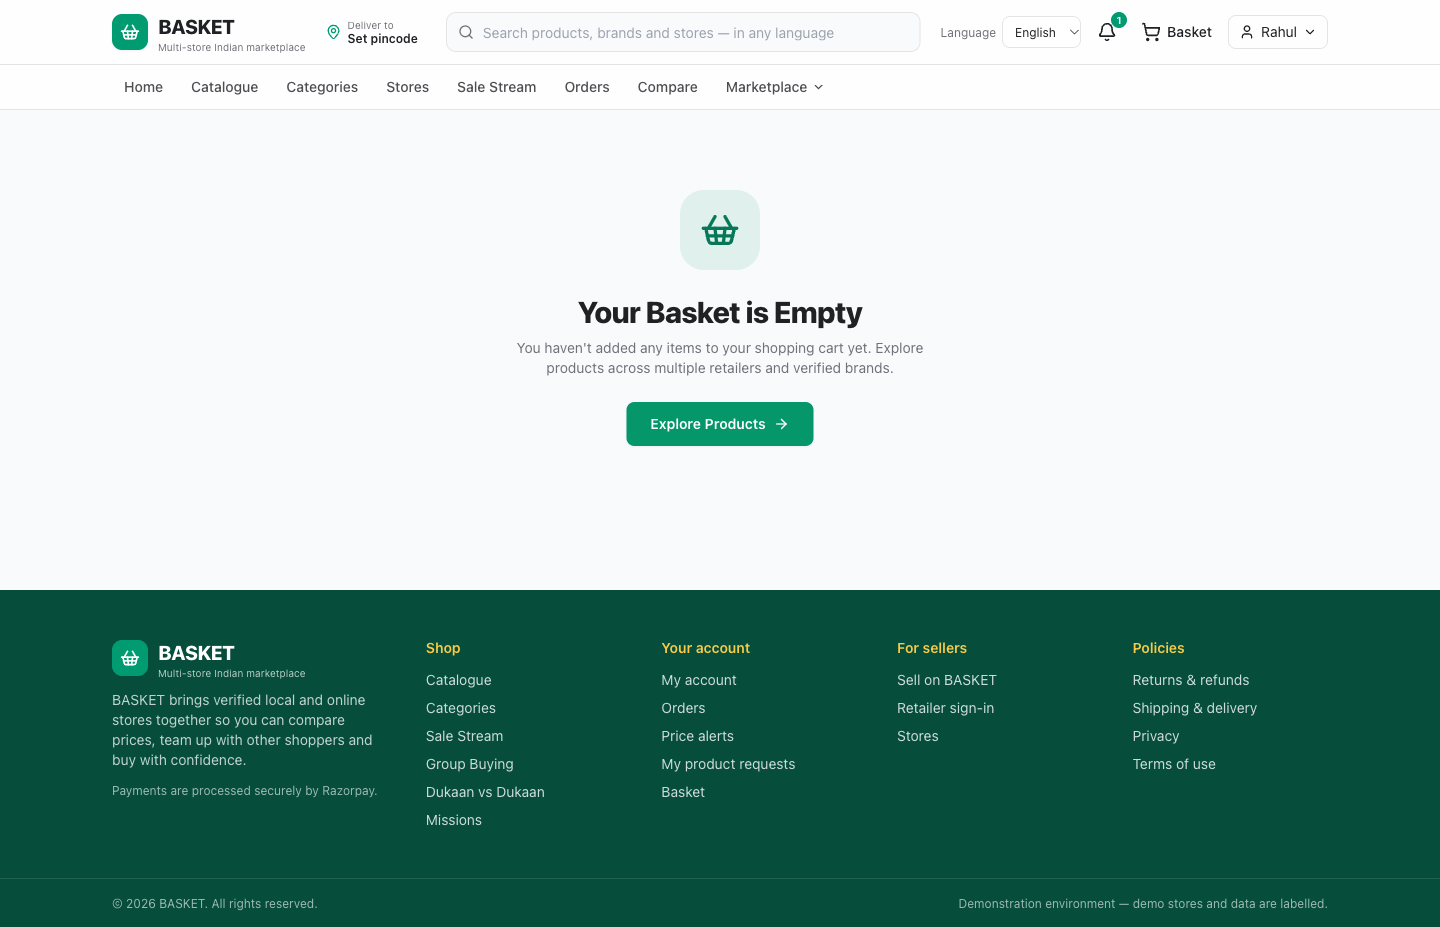 BASKET
Multi-store Indian marketplace
Deliver to
Set pincode
Search products, brands and stores — in any language
Language
English
1
Basket
Rahul
Home
Catalogue
Categories
Stores
Sale Stream
Orders
Compare
Marketplace
Your Basket is Empty
You haven't added any items to your shopping cart yet. Explore
products across multiple retailers and verified brands.
Explore Products
BASKET
Multi-store Indian marketplace
BASKET brings verified local and online
stores together so you can compare
prices, team up with other shoppers and
buy with confidence.
Payments are processed securely by Razorpay.
Shop
Catalogue
Categories
Sale Stream
Group Buying
Dukaan vs Dukaan
Missions
Your account
My account
Orders
Price alerts
My product requests
Basket
For sellers
Sell on BASKET
Retailer sign-in
Stores
Policies
Returns & refunds
Shipping & delivery
Privacy
Terms of use
© 2026 BASKET. All rights reserved.
Demonstration environment — demo stores and data are labelled.